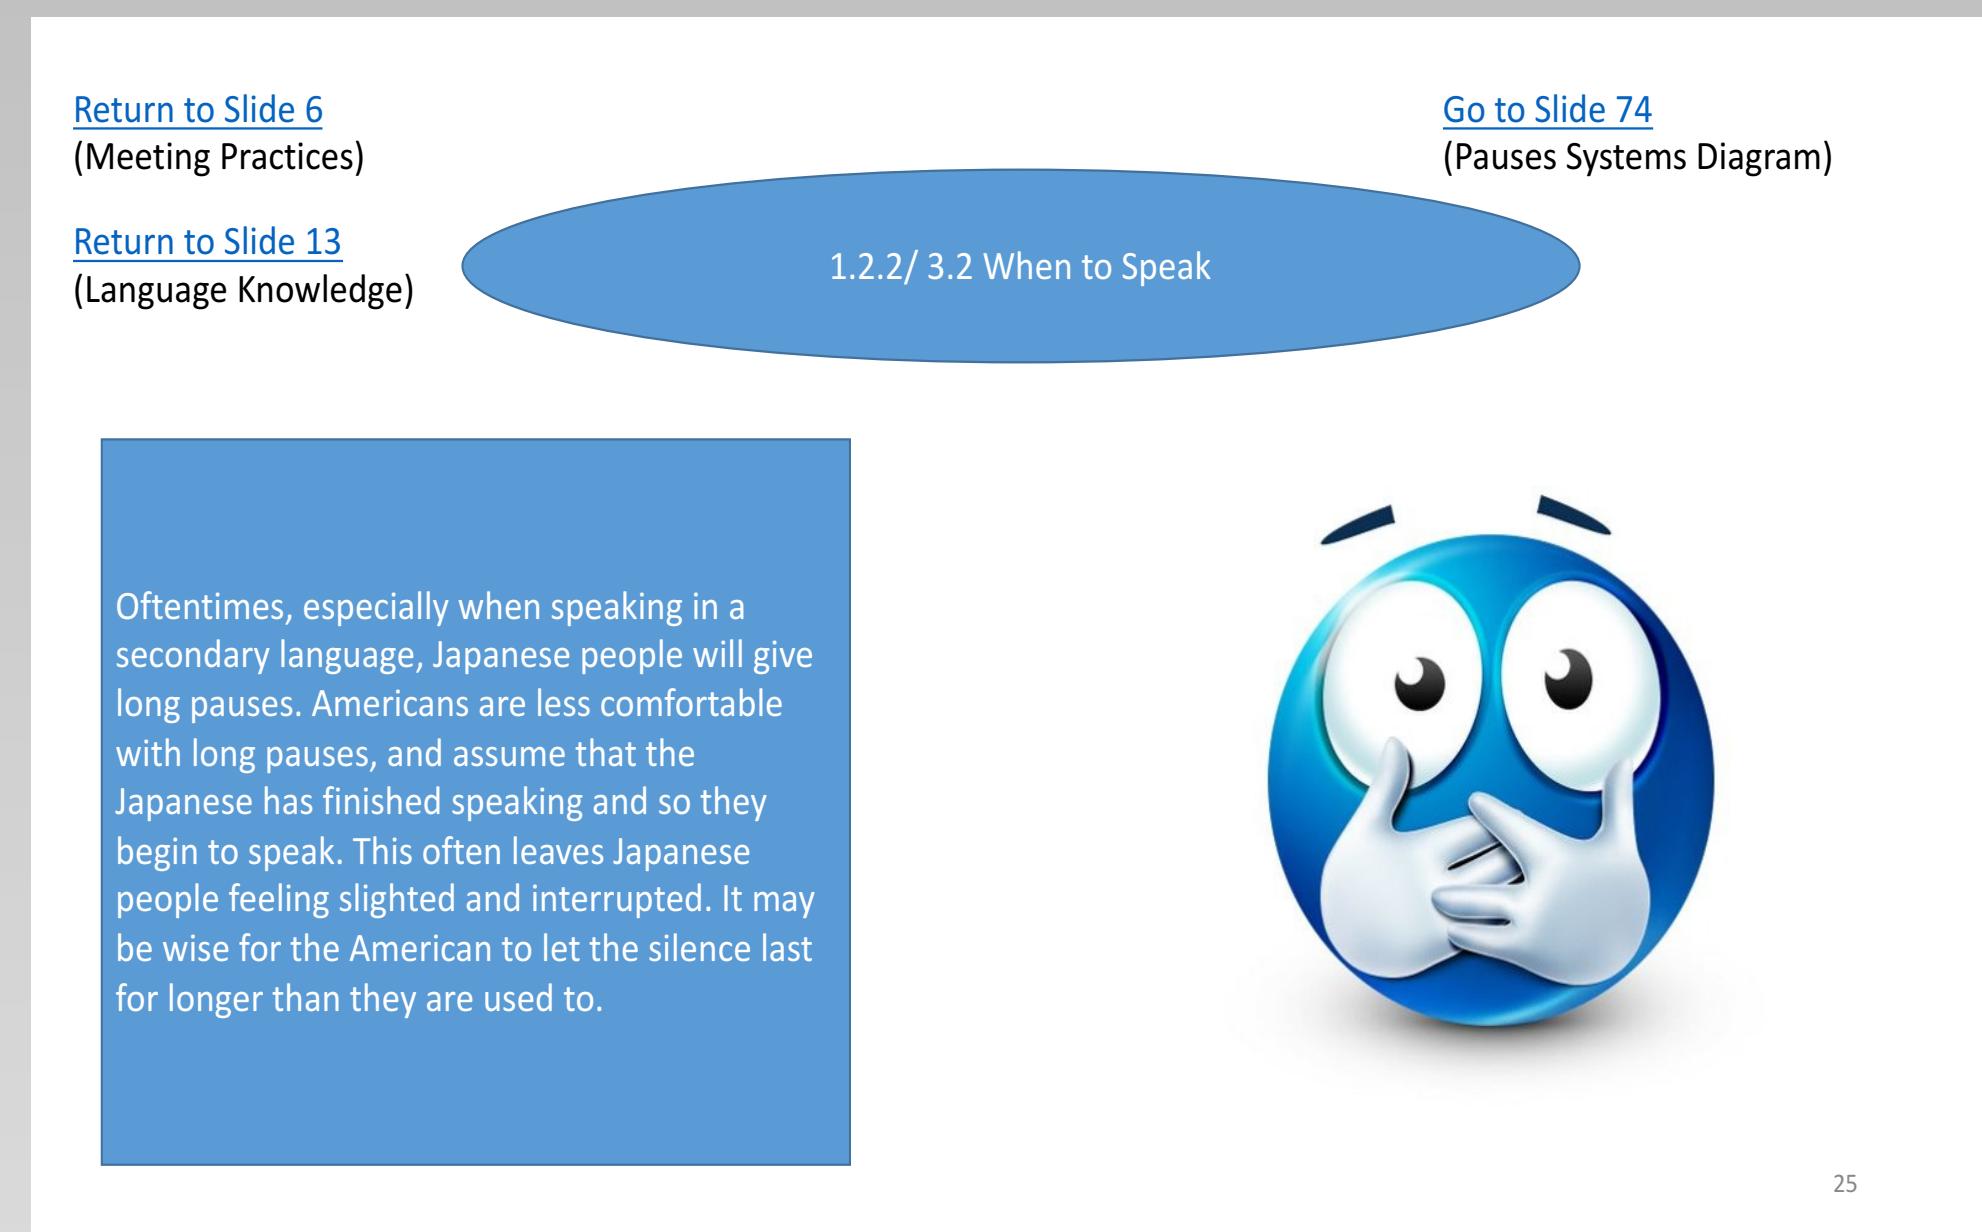 Return to Slide 6
(Meeting Practices)
Go to Slide 74
(Pauses Systems Diagram)
Return to Slide 13
(Language Knowledge)
1.2.2/ 3.2 When to Speak
Oftentimes, especially when speaking in a
secondary language, Japanese people will give
long pauses. Americans are less comfortable
with long pauses, and assume that the
Japanese has finished speaking and so they
begin to speak. This often leaves Japanese
people feeling slighted and interrupted. It may
be wise for the American to let the silence last
for longer than they are used to.
25